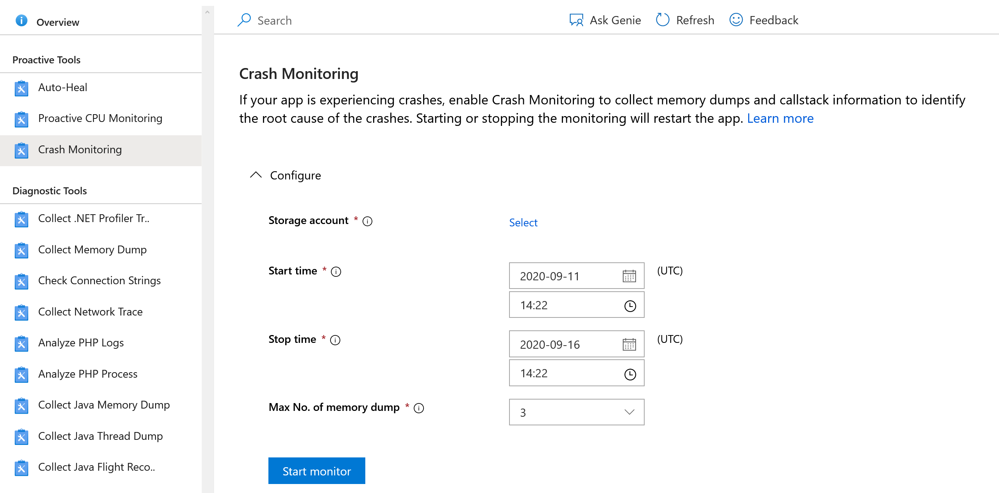 Overview
Proactive Tools
Auto-Heal
Proactive CPU Monitoring
Crash Monitoring
Diagnostic Tools
Collect .NET Profiler Tr..
Collect Memory Dump
Check Connection Strings
Collect Network Trace
Analyze PHP Logs
Analyze PHP Process
Collect Java Memory Dump
Collect Java Thread Dump
Collect Java Flight Reco..
Search
Ask Genie
Refresh
Feedback
Crash Monitoring
If your app is experiencing crashes, enable Crash Monitoring to collect memory dumps and callstack information to identify
the root cause of the crashes. Starting or stopping the monitoring will restart the app. Learn more
Configure
Storage account *
Select
Start time *
2020-09-11
(UTC)
14:22
Stop time *
2020-09-16
(UTC)
14:22
Max No. of memory dump *
3
Start monitor